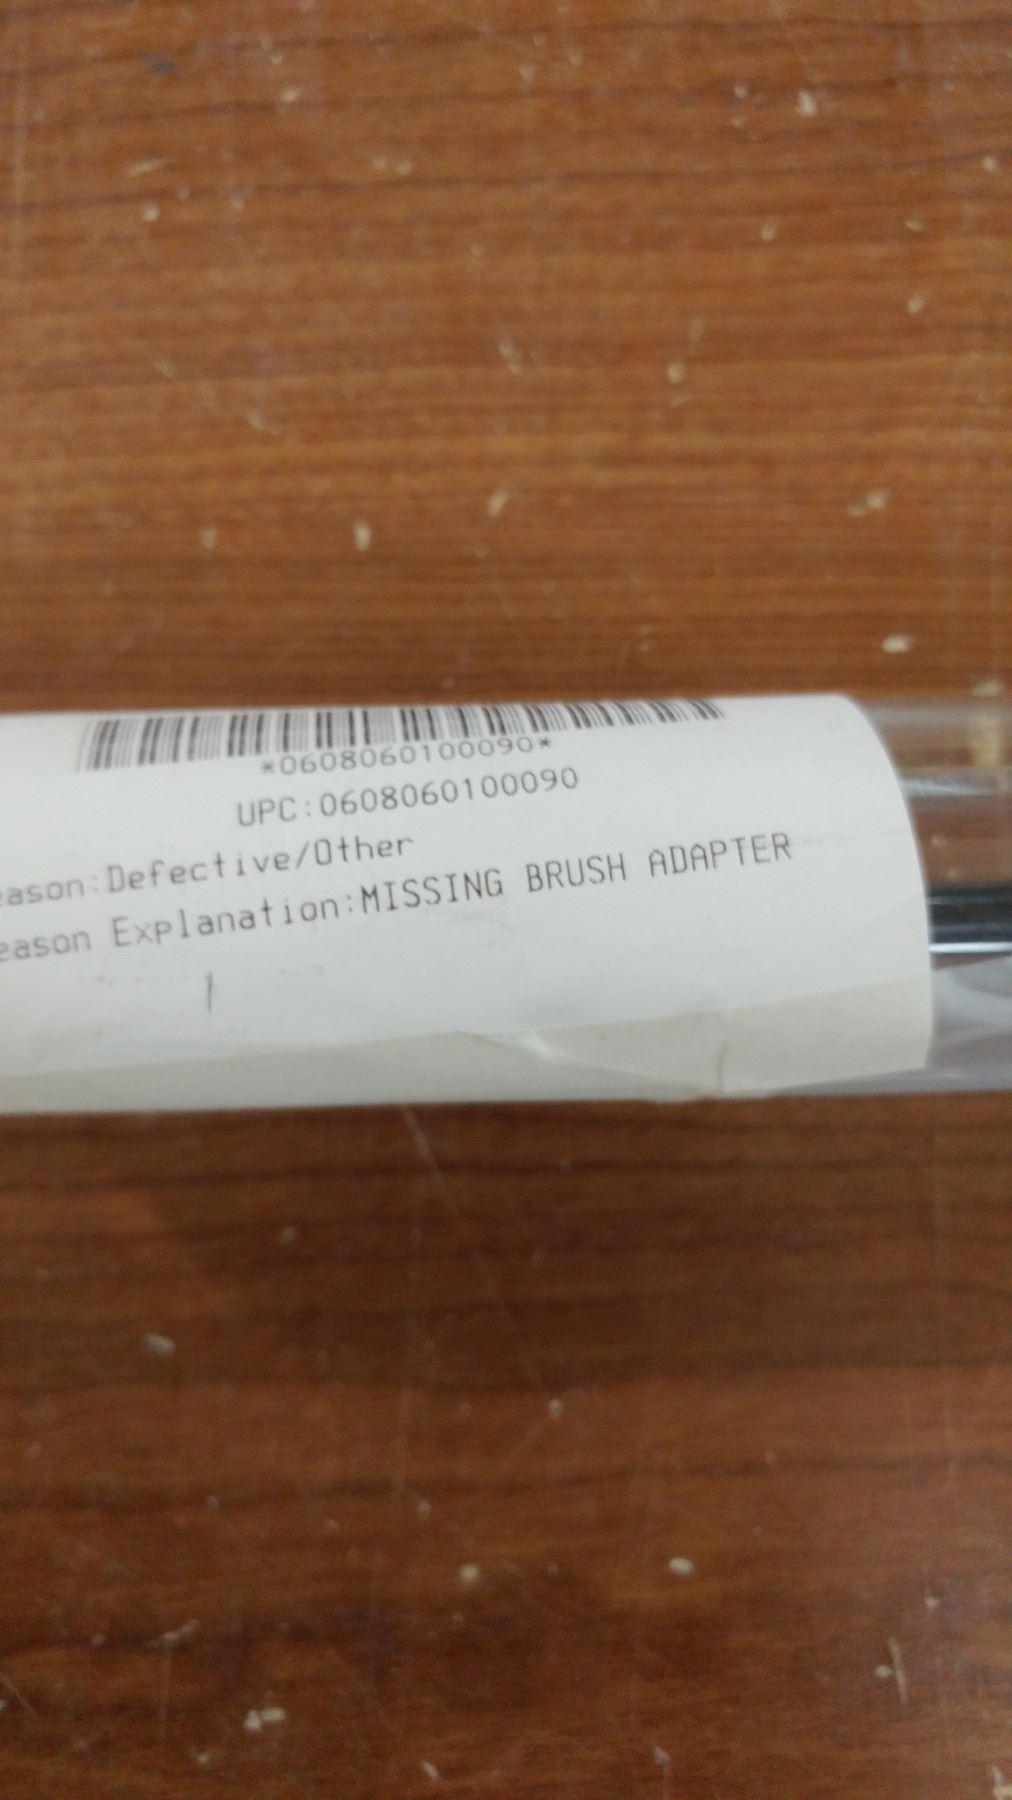 *0608060100090*
UPC:0608060100090
eason:Defective/Other
eason Explanation:MISSING BRUSH ADAPTER